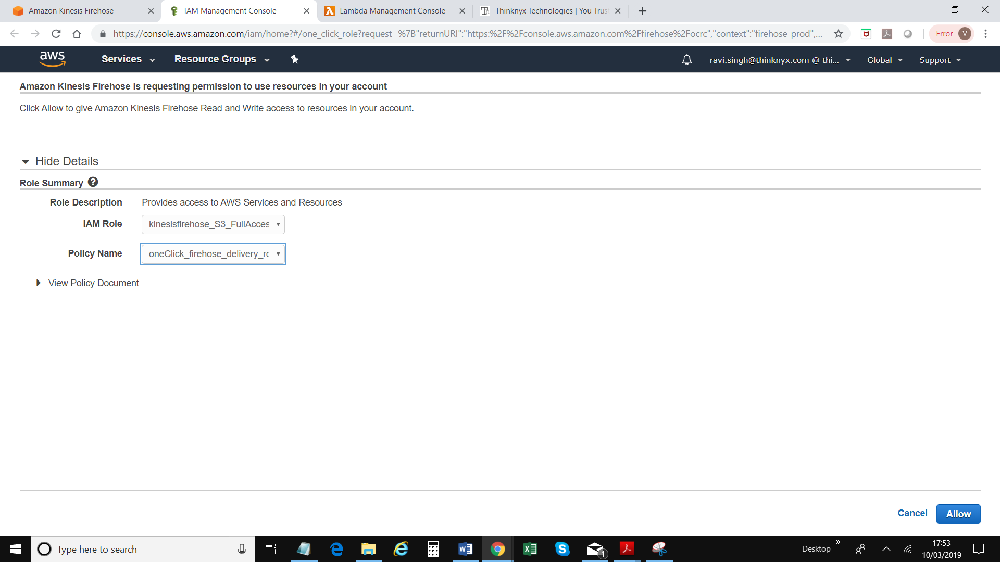 Amazon Kinesis Firehose
IAM Management Console
Lambda Management Console
Thinknyx Technologies | You Trus
https://console.aws.amazon.com/iam/home?#/one_click_role?request=%7B"returnURI":"https:%2F%2Fconsole.aws.amazon.com%2Ffirehose%2Focrc","context":"firehose-prod",...
Error V
aws
Services
Resource Groups
ravi.singh@thinknyx.com @ thi...
Global
Support
Amazon Kinesis Firehose is requesting permission to use resources in your account
Click Allow to give Amazon Kinesis Firehose Read and Write access to resources in your account.
Hide Details
Role Summary ?
Role Description Provides access to AWS Services and Resources
IAM Role kinesisfirehose_S3_FullAcces
Policy Name oneClick_firehose_delivery_ro
View Policy Document
Cancel
Allow
Type here to search
1
Desktop
17:53
10/03/2019